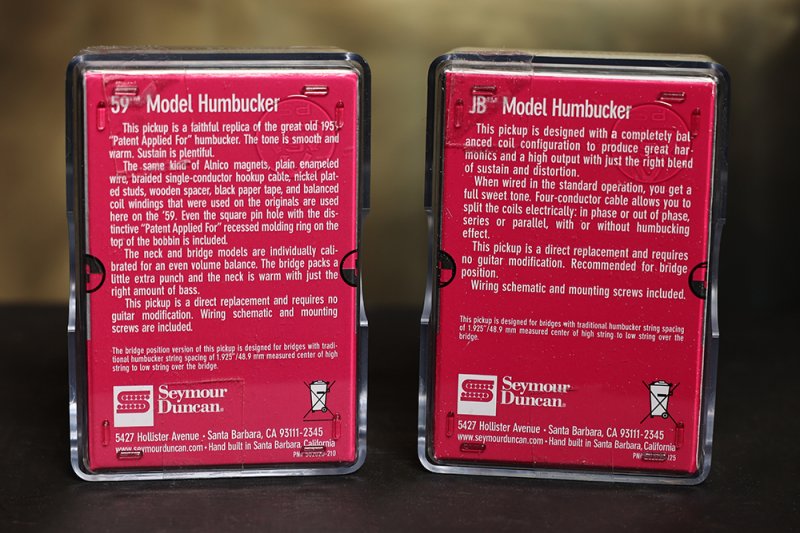 59™ Model Humbucker
This pickup is a faithful replica of the great old 195
"Patent Applied For" humbucker. The tone is smooth and
warm. Sustain is plentiful.
The same kind of Alnico magnets, plain enameled
wire, braided single-conductor hookup cable, nickel plat-
ed studs, wooden spacer, black paper tape, and balanced
coil windings that were used on the originals are used
here on the '59. Even the square pin hole with the dis-
tinctive "Patent Applied For" recessed molding ring on the
top of the bobbin is included.
The neck and bridge models are individually cali-
brated for an even volume balance. The bridge packs a
little extra punch and the neck is warm with just the
right amount of bass.
This pickup is a direct replacement and requires no
guitar modification. Wiring schematic and mounting
screws are included.
The bridge position version of this pickup is designed for bridges with tradi-
tional humbucker string spacing of 1.925"/48.9 mm measured center of high
string to low string over the bridge.
Seymour
Duncan®
5427 Hollister Avenue • Santa Barbara, CA 93111-2345
www.seymourduncan.com • Hand built in Santa Barbara, California
JB™ Model Humbucker
This pickup is designed with a completely bal-
anced coil configuration to produce great har-
monics and a high output with just the right blend
of sustain and distortion.
When wired in the standard operation, you get a
full sweet tone. Four-conductor cable allows you to
split the coils electrically: in phase or out of phase,
series or parallel, with or without humbucking
effect.
This pickup is a direct replacement and requires
no guitar modification. Recommended for bridge
position.
Wiring schematic and mounting screws included.
This pickup is designed for bridges with traditional humbucker string spacing
of 1.925"/48.9 mm measured center of high string to low string over the
bridge.
Seymour
Duncan®
5427 Hollister Avenue • Santa Barbara, CA 93111-2345
www.seymourduncan.com • Hand built in Santa Barbara, California